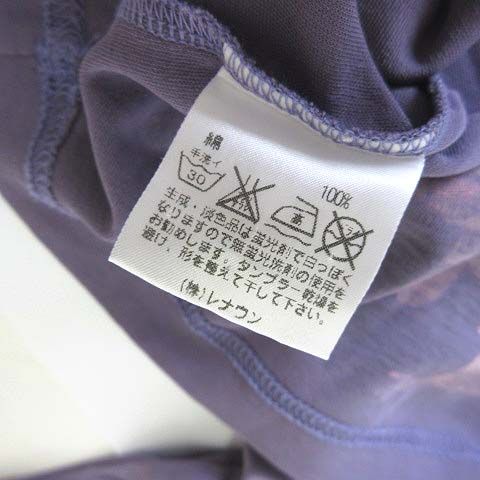 綿 100%
手洗イ
30
高
生成・淡色品は蛍光剤で白っぽく
なりますので無蛍光洗剤の使用を
お勧めします。タンブラー乾燥を
避け、形を整えて干して下さい。
(株)レナウン